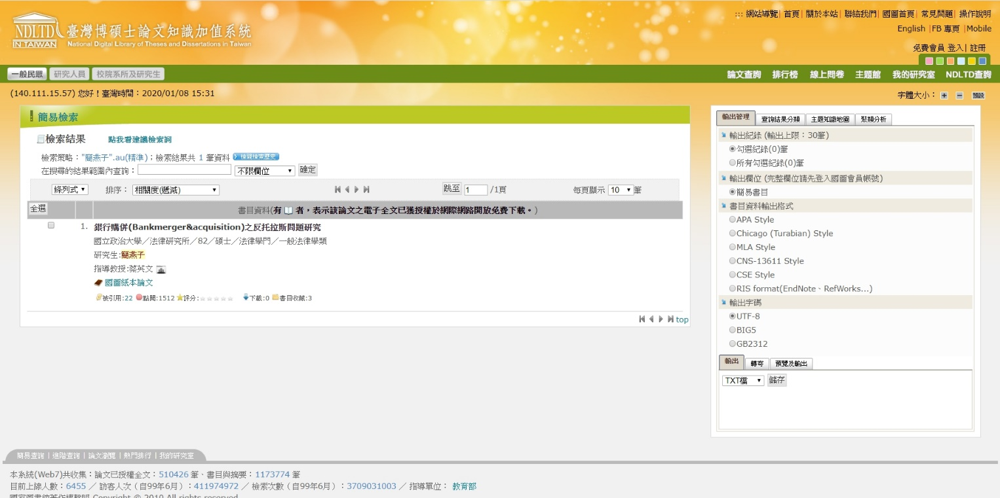 ::: 網站導覽| 首頁| 關於本站| 聯絡我們| 國圖首頁| 常見問題| 操作說明
NDLTD IN TAIWAN 臺灣博碩士論文知識加值系統
National Digital Library of Theses and Dissertations in Taiwan
English |FB 專頁 |Mobile
免費會員 登入| 註冊
一般民眾 研究人員 校院系所及研究生
論文查詢 排行榜 線上問卷 主題館 我的研究室 NDLTD查詢
(140.111.15.57) 您好！臺灣時間：2020/01/08 15:31
字體大小： + − 預設
簡易檢索
檢索結果 點我看建議檢索詞
檢索策略："簡燕子".au(精準)；檢索結果共 1 筆資料 檢視檢索歷史
在搜尋的結果範圍內查詢： 不限欄位 確定
條列式 排序： 相關度(遞減) 跳至 1 /1頁 每頁顯示 10 筆
全選 書目資料(有 者，表示該論文之電子全文已獲授權於網際網路開放免費下載。)
1. 銀行購併(Bankmerger&acquisition)之反托拉斯問題研究
國立政治大學／法律研究所／82／碩士／法律學門／一般法律學類
研究生:簡燕子
指導教授:蔡英文
國圖紙本論文
被引用:22 點閱:1512 評分: 下載:0 書目收藏:3
top
輸出管理 查詢結果分類 主題知識地圖 聚類分析
輸出紀錄 (輸出上限：30筆)
勾選紀錄(0)筆
所有勾選紀錄(0)筆
輸出欄位 (完整欄位請先登入國圖會員帳號)
簡易書目
書目資料輸出格式
APA Style
Chicago (Turabian) Style
MLA Style
CNS-13611 Style
CSE Style
RIS format(EndNote、RefWorks...)
輸出字碼
UTF-8
BIG5
GB2312
輸出 轉寄 預覽及輸出
TXT檔 儲存
簡易查詢 | 進階查詢 | 論文瀏覽 | 熱門排行 | 我的研究室
本系統(Web7)共收集：論文已授權全文：510426 筆、書目與摘要：1173774 筆
目前上線人數：6455 ／ 訪客人次（自99年6月）：411974972 ／ 檢索次數（自99年6月）：3709031003 ／ 指導單位： 教育部
國家圖書館著作權聲明 Copyright © 2010 All rights reserved.